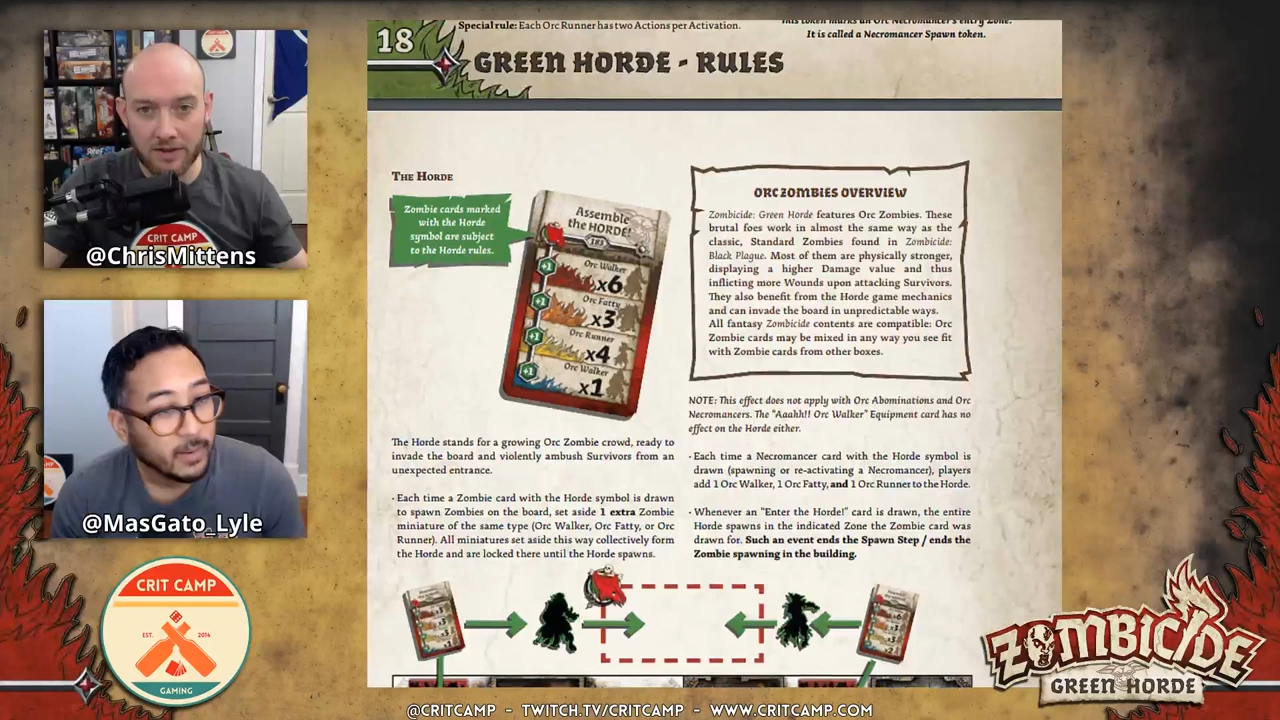 Special rule: Each Orc Runner has two Actions per Activation.
This token marks an Orc Necromancer's entry Zone.
It is called a Necromancer Spawn token.
18
GREEN HORDE - RULES
CRIT CAMP
@ChrisMittens
THE HORDE
Zombie cards marked
with the Horde
symbol are subject
to the Horde rules.
Assemble
the HORDE!
183
+1
Orc Walker
x6
+1
Orc Fatty
x3
+1
Orc Runner
x4
+1
Orc Walker
x1
The Horde stands for a growing Orc Zombie crowd, ready to
invade the board and violently ambush Survivors from an
unexpected entrance.
· Each time a Zombie card with the Horde symbol is drawn
to spawn Zombies on the board, set aside 1 extra Zombie
miniature of the same type (Orc Walker, Orc Fatty, or Orc
Runner). All miniatures set aside this way collectively form
the Horde and are locked there until the Horde spawns.
ORC ZOMBIES OVERVIEW
Zombicide: Green Horde features Orc Zombies. These
brutal foes work in almost the same way as the
classic, Standard Zombies found in Zombicide:
Black Plague. Most of them are physically stronger,
displaying a higher Damage value and thus
inflicting more Wounds upon attacking Survivors.
They also benefit from the Horde game mechanics
and can invade the board in unpredictable ways.
All fantasy Zombicide contents are compatible: Orc
Zombie cards may be mixed in any way you see fit
with Zombie cards from other boxes.
NOTE: This effect does not apply with Orc Abominations and Orc
Necromancers. The "Aaahh!! Orc Walker" Equipment card has no
effect on the Horde either.
· Each time a Necromancer card with the Horde symbol is
drawn (spawning or re-activating a Necromancer), players
add 1 Orc Walker, 1 Orc Fatty, and 1 Orc Runner to the Horde.
· Whenever an "Enter the Horde!" card is drawn, the entire
Horde spawns in the indicated Zone the Zombie card was
drawn for. Such an event ends the Spawn Step / ends the
Zombie spawning in the building.
@MasGato_Lyle
CRIT CAMP
EST. 2014
GAMING
ZOMBICIDE
GREEN HORDE
@CRITCAMP - TWITCH.TV/CRITCAMP - WWW.CRITCAMP.COM